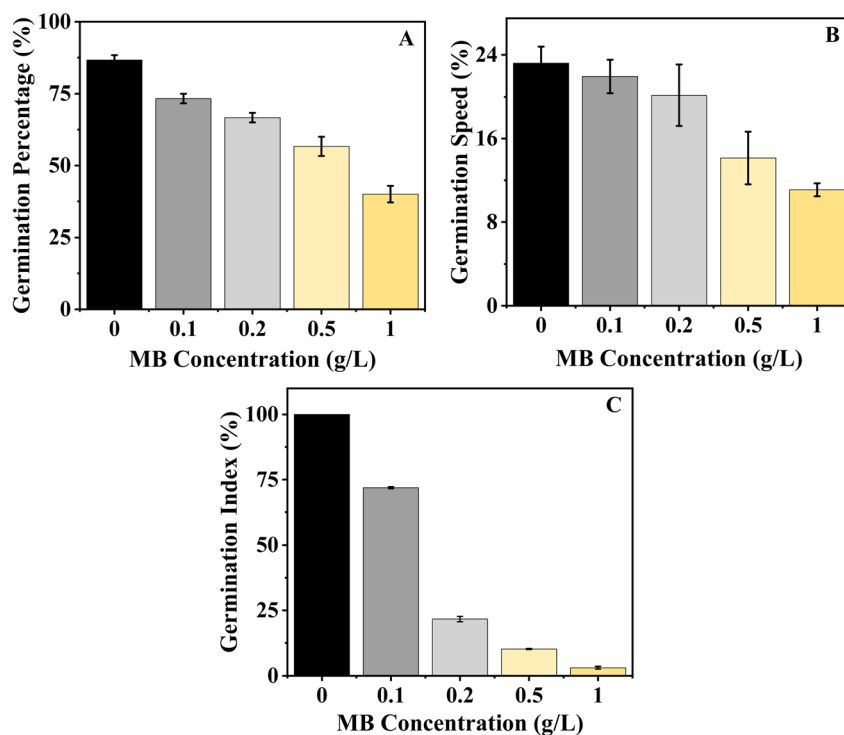 Germination Percentage (%)
100
75
50
25
0
A
0 0.1 0.2 0.5 1
MB Concentration (g/L)
Germination Speed (%)
24
16
8
0
B
0 0.1 0.2 0.5 1
MB Concentration (g/L)
Germination Index (%)
100
75
50
25
0
C
0 0.1 0.2 0.5 1
MB Concentration (g/L)